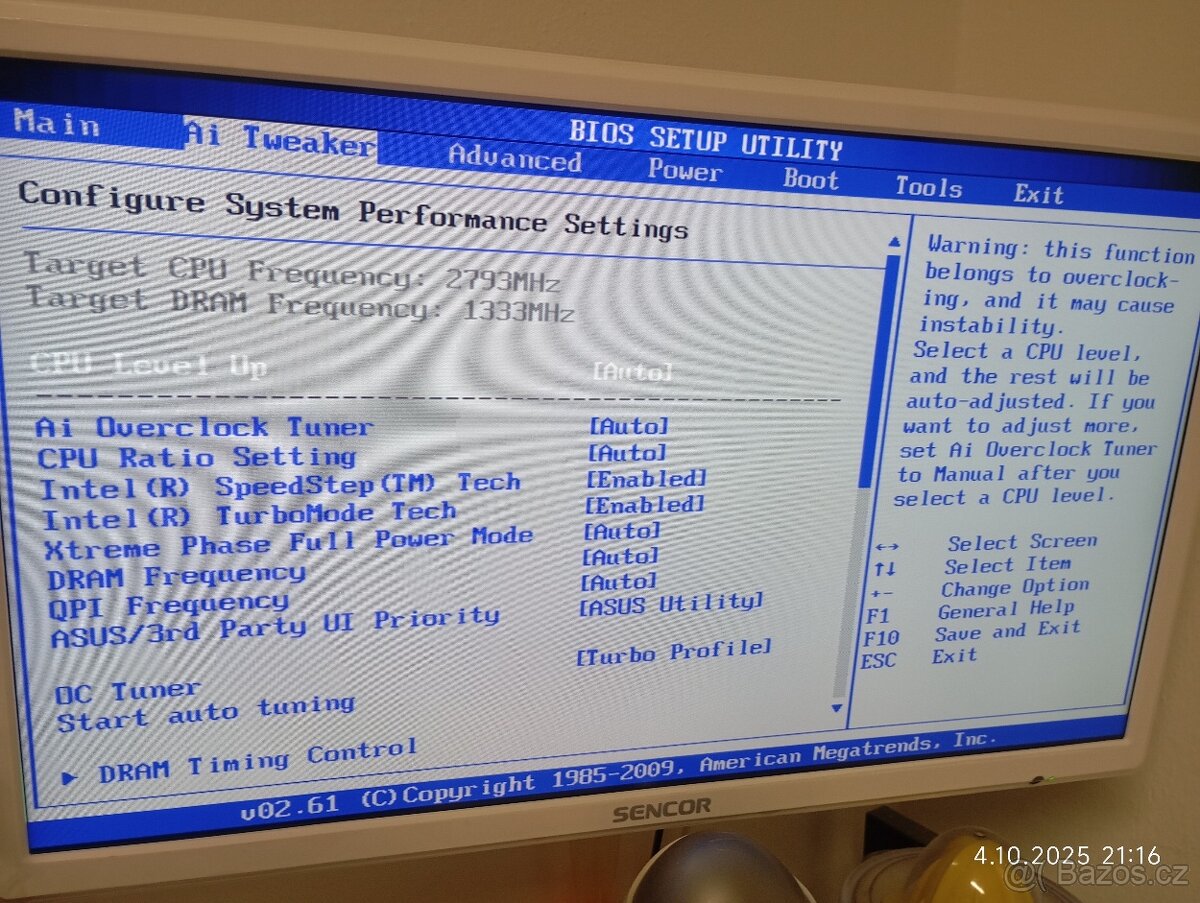 BIOS SETUP UTILITY
Main Ai Tweaker Advanced Power Boot Tools Exit
Configure System Performance Settings
Target CPU Frequency: 2793MHz
Target DRAM Frequency: 1333MHz
CPU Level Up [Auto]
Ai Overclock Tuner [Auto]
CPU Ratio Setting [Auto]
Intel(R) SpeedStep(TM) Tech [Enabled]
Intel(R) TurboMode Tech [Enabled]
Xtreme Phase Full Power Mode [Auto]
DRAM Frequency [Auto]
QPI Frequency [Auto]
ASUS/3rd Party UI Priority [ASUS Utility]
OC Tuner [Turbo Profile]
Start auto tuning
▶ DRAM Timing Control
Warning: this function
belongs to overclock-
ing, and it may cause
instability.
Select a CPU level,
and the rest will be
auto-adjusted. If you
want to adjust more,
set Ai Overclock Tuner
to Manual after you
select a CPU level.
↔ Select Screen
↑↓ Select Item
+- Change Option
F1 General Help
F10 Save and Exit
ESC Exit
v02.61 (C)Copyright 1985-2009, American Megatrends, Inc.
SENCOR
4.10.2025 21:16
Bazoš.cz